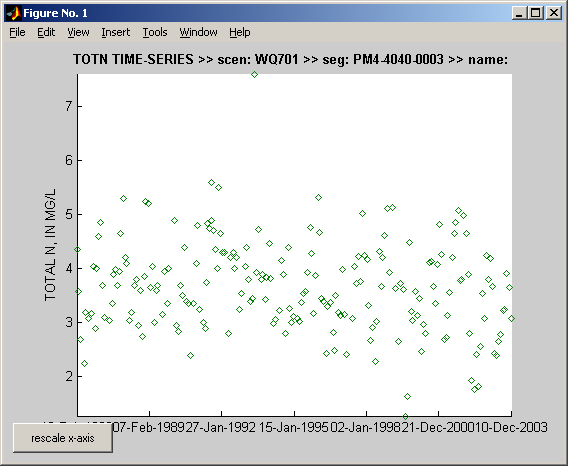 Figure No. 1
File Edit View Insert Tools Window Help
TOTN TIME-SERIES >> scen: WQ701 >> seg: PM4-4040-0003 >> name:
7
6
5
4
3
2
TOTAL N, IN MG/L
07-Feb-1989 27-Jan-1992 15-Jan-1995 02-Jan-1998 21-Dec-2000 10-Dec-2003
rescale x-axis